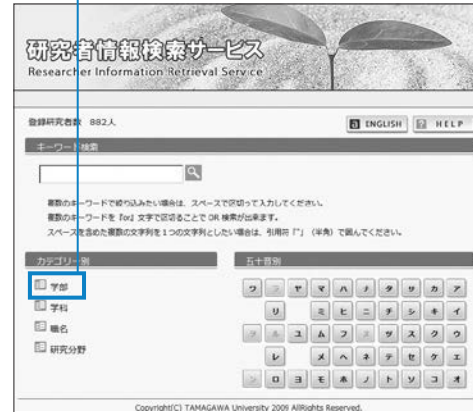 研究者情報検索サービス
Researcher Information Retrieval Service
登録研究者数 882人
ENGLISH
HELP
キーワード検索
複数のキーワードで絞り込みたい場合は、スペースで区切って入力してください。
複数のキーワードを『or』文字で区切ることで OR 検索が出来ます。
スペースを含めた複数の文字列を1つの文字列としたい場合は、引用符「"」(半角)で囲んでください。
カテゴリー別
五十音別
学部
学科
職名
研究分野
ワ ラ ヤ マ ハ ナ タ サ カ ア
リ ミ ヒ ニ チ シ キ イ
ヲ ル ユ ム フ ヌ ツ ス ク ウ
レ メ ヘ ネ テ セ ケ エ
ン ロ ヨ モ ホ ノ ト ソ コ オ
Copyright(C) TAMAGAWA University 2009 AllRights Reserved.